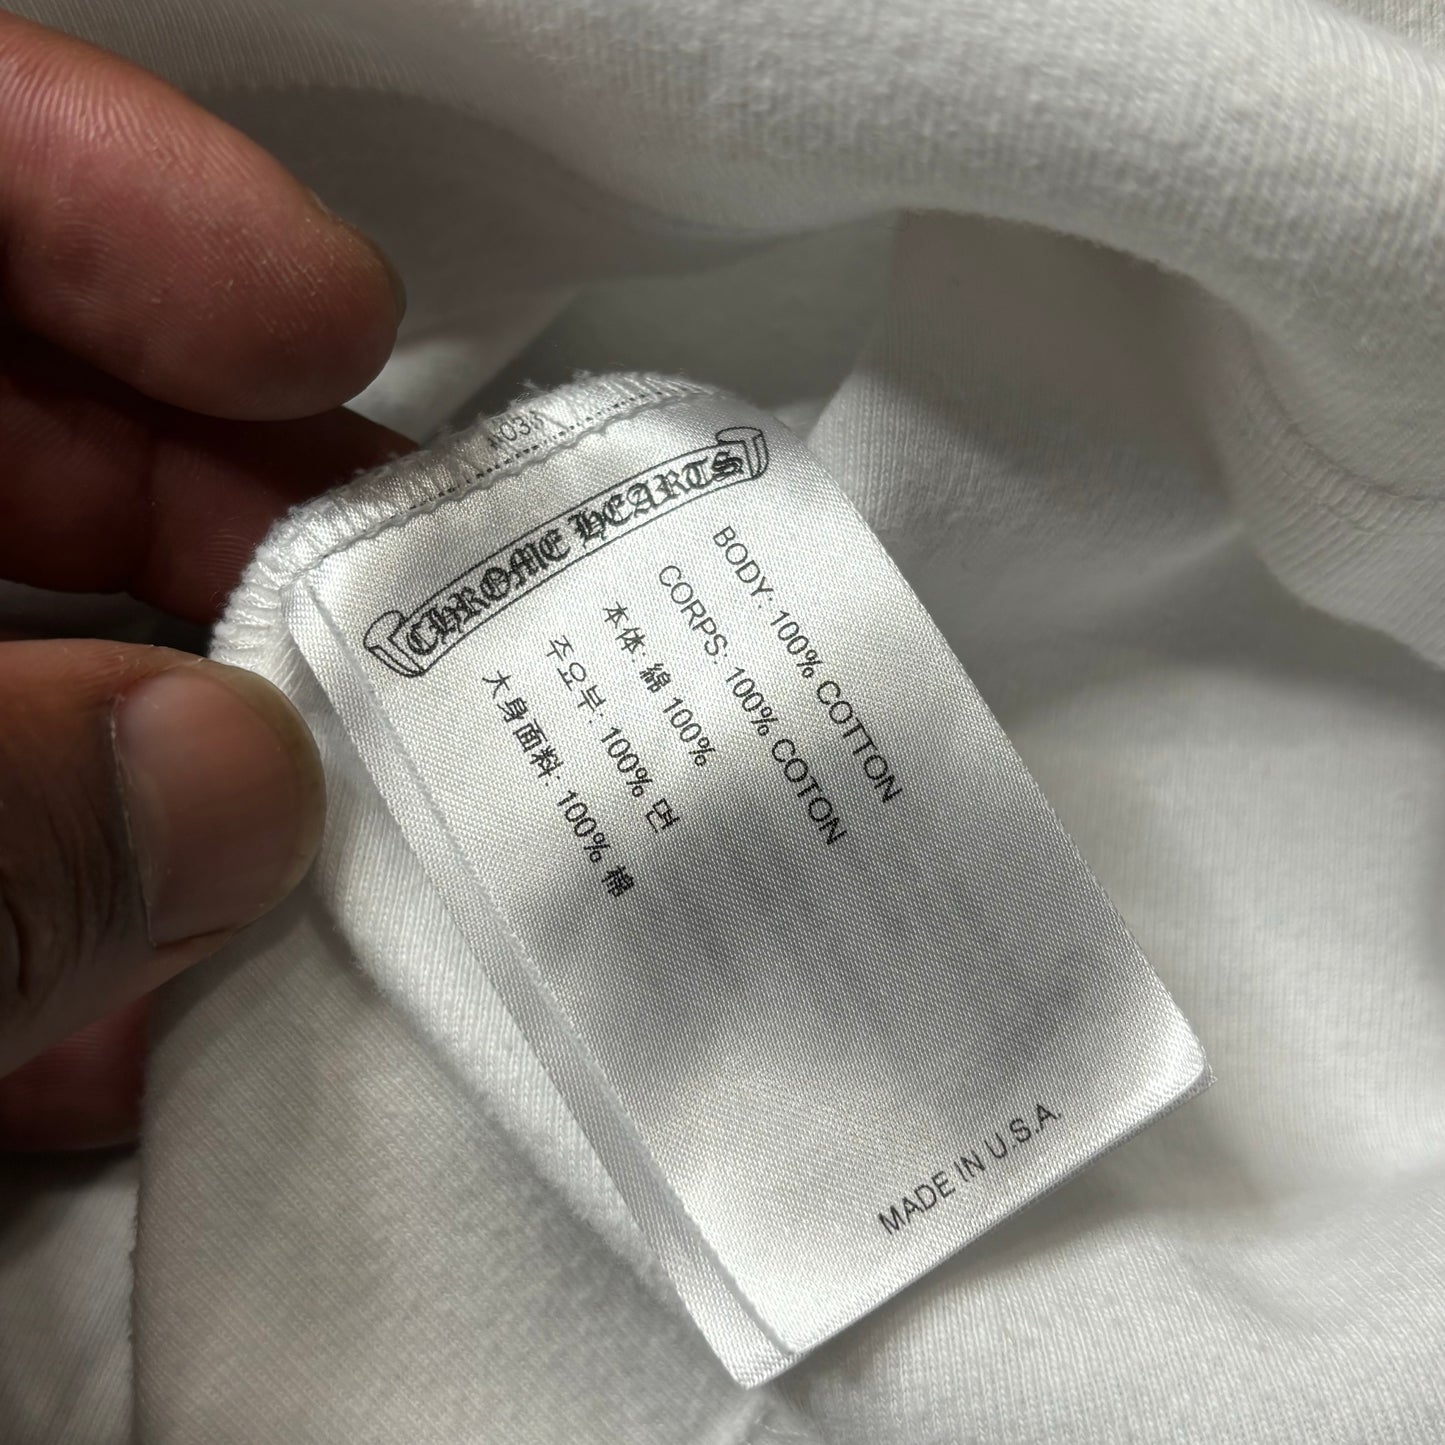 CHROME HEARTS
BODY: 100% COTTON
CORPS: 100% COTON
本体: 綿 100%
주요부: 100% 면
大身面料: 100% 棉
MADE IN U.S.A.